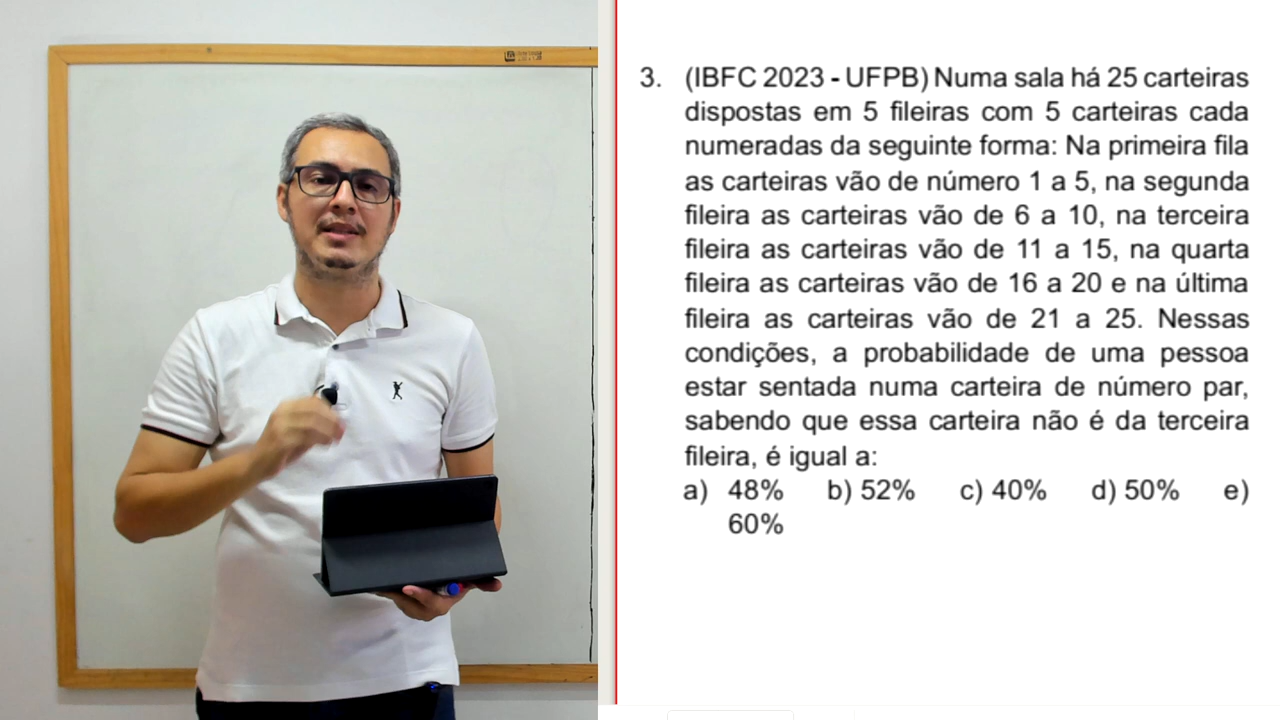 3. (IBFC 2023 - UFPB) Numa sala há 25 carteiras
dispostas em 5 fileiras com 5 carteiras cada
numeradas da seguinte forma: Na primeira fila
as carteiras vão de número 1 a 5, na segunda
fileira as carteiras vão de 6 a 10, na terceira
fileira as carteiras vão de 11 a 15, na quarta
fileira as carteiras vão de 16 a 20 e na última
fileira as carteiras vão de 21 a 25. Nessas
condições, a probabilidade de uma pessoa
estar sentada numa carteira de número par,
sabendo que essa carteira não é da terceira
fileira, é igual a:
a) 48% b) 52% c) 40% d) 50% e)
60%